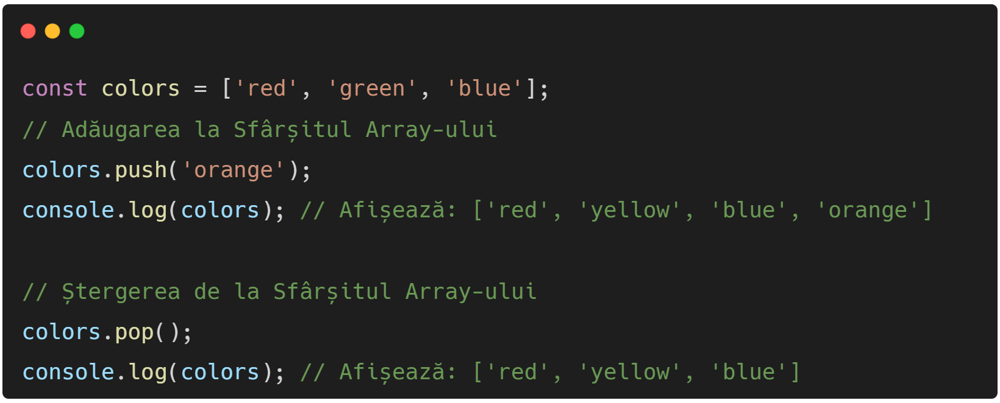 const colors = ['red', 'green', 'blue'];
// Adăugarea la Sfârșitul Array-ului
colors.push('orange');
console.log(colors); // Afișează: ['red', 'yellow', 'blue', 'orange']
// Ștergerea de la Sfârșitul Array-ului
colors.pop();
console.log(colors); // Afișează: ['red', 'yellow', 'blue']